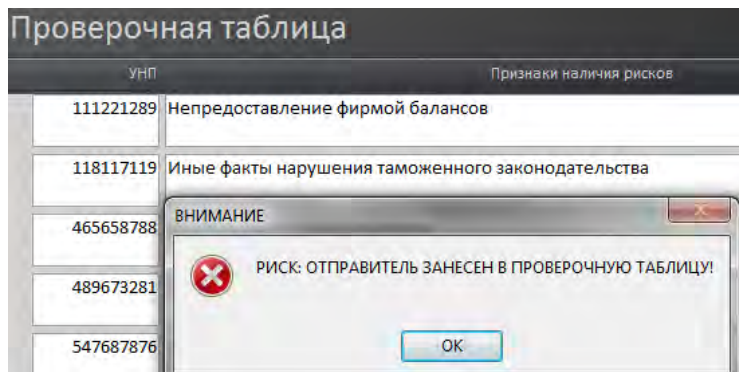 Проверочная таблица
УНП Признаки наличия рисков
111221289 Непредоставление фирмой балансов
118117119 Иные факты нарушения таможенного законодательства
465658788
ВНИМАНИЕ
РИСК: ОТПРАВИТЕЛЬ ЗАНЕСЕН В ПРОВЕРОЧНУЮ ТАБЛИЦУ!
489673281
OK
547687876